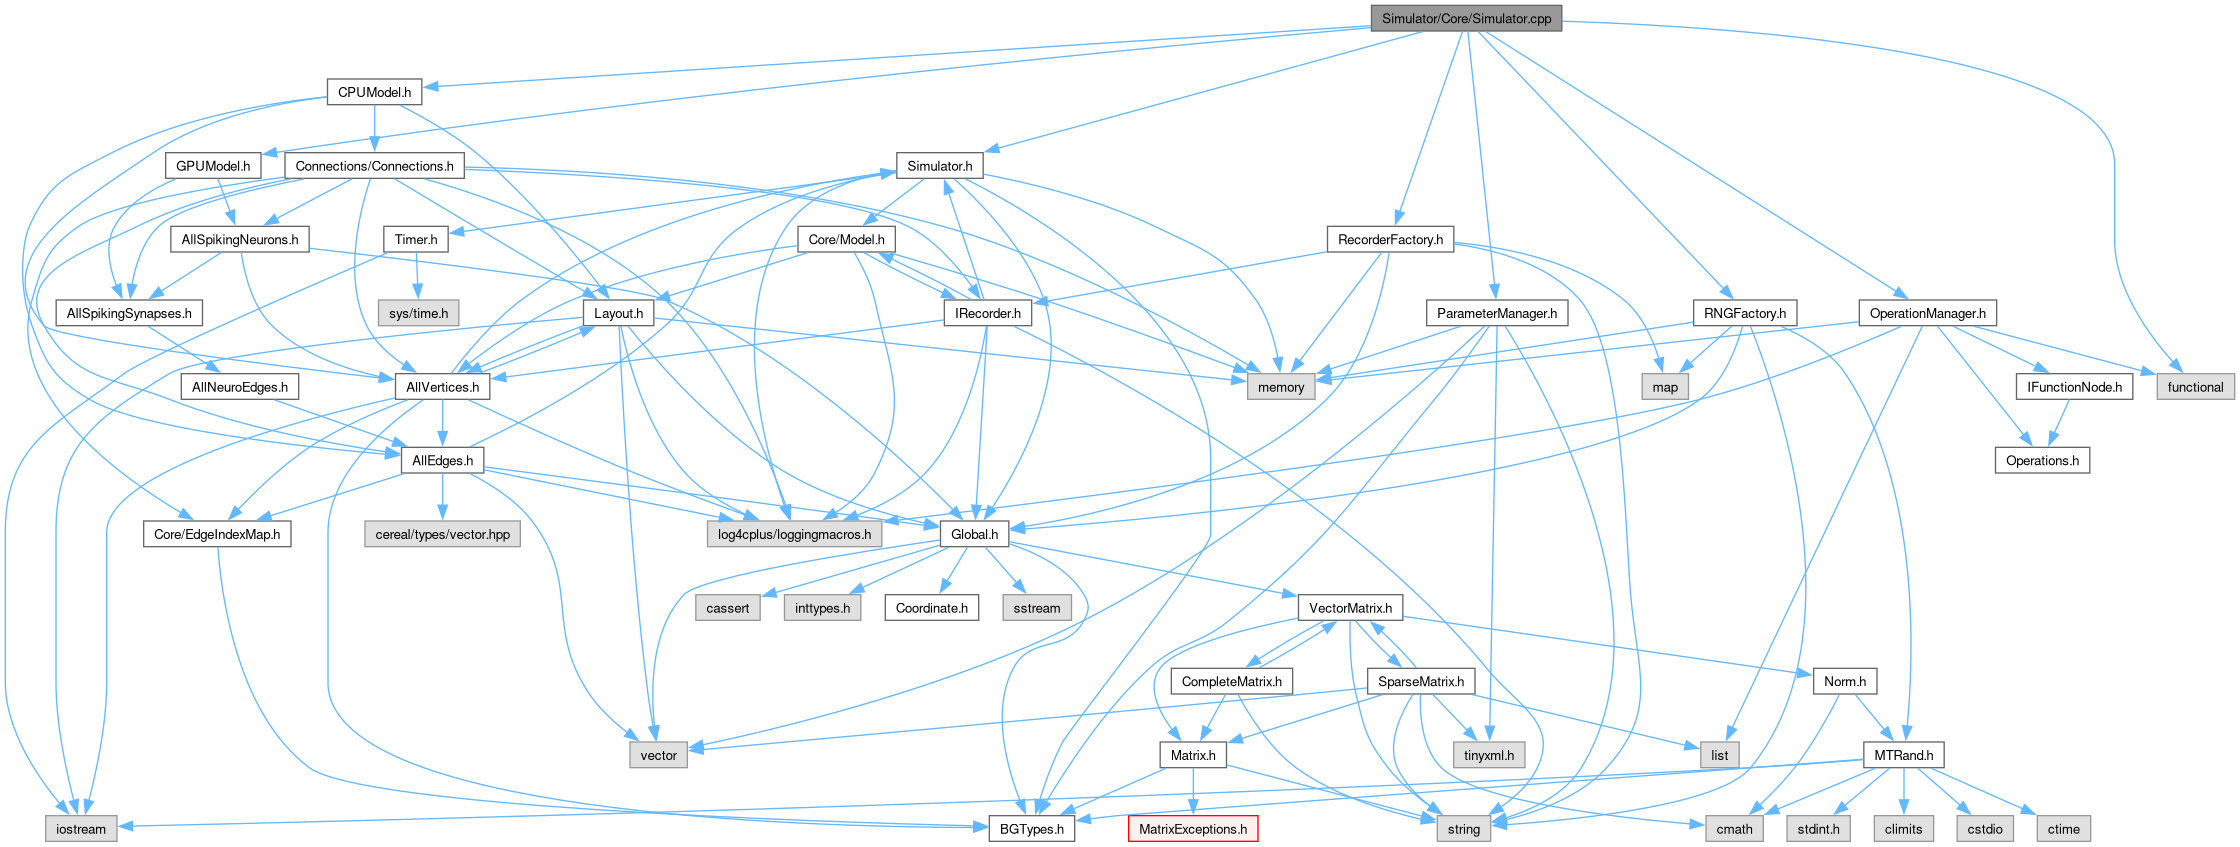 Simulator/Core/Simulator.cpp
CPUModel.h
GPUModel.h
Connections/Connections.h
Simulator.h
AllSpikingNeurons.h
Timer.h
Core/Model.h
RecorderFactory.h
AllSpikingSynapses.h
sys/time.h
Layout.h
IRecorder.h
ParameterManager.h
RNGFactory.h
OperationManager.h
AllNeuroEdges.h
AllVertices.h
memory
map
IFunctionNode.h
functional
AllEdges.h
Operations.h
Core/EdgeIndexMap.h
cereal/types/vector.hpp
log4cplus/loggingmacros.h
Global.h
cassert
inttypes.h
Coordinate.h
sstream
VectorMatrix.h
CompleteMatrix.h
SparseMatrix.h
Norm.h
vector
Matrix.h
tinyxml.h
list
MTRand.h
iostream
BGTypes.h
MatrixExceptions.h
string
cmath
stdint.h
climits
cstdio
ctime